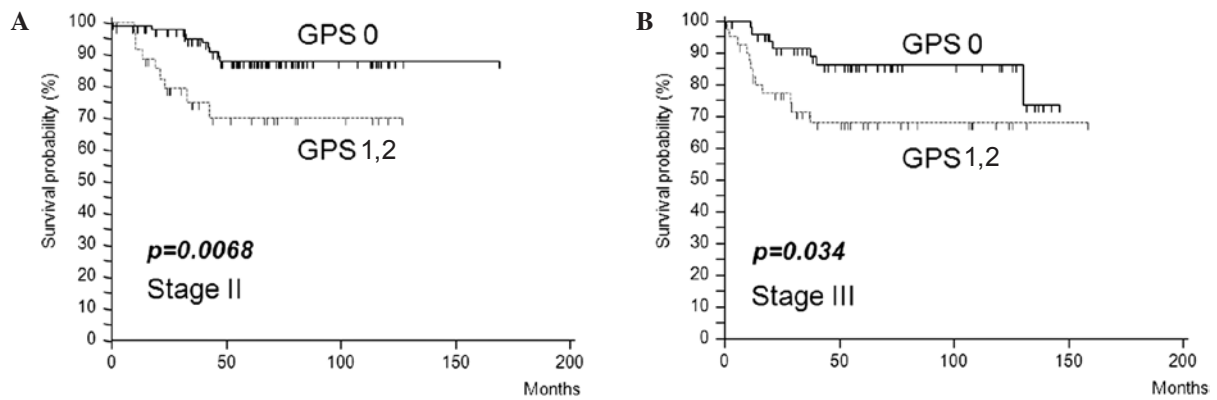 A
Survival probability (%)
100
90
80
70
60
50
40
30
20
10
0
GPS 0
GPS 1,2
p=0.0068
Stage II
0 50 100 150 200
Months
B
Survival probability (%)
100
90
80
70
60
50
40
30
20
10
0
GPS 0
GPS 1,2
p=0.034
Stage III
0 50 100 150 200
Months